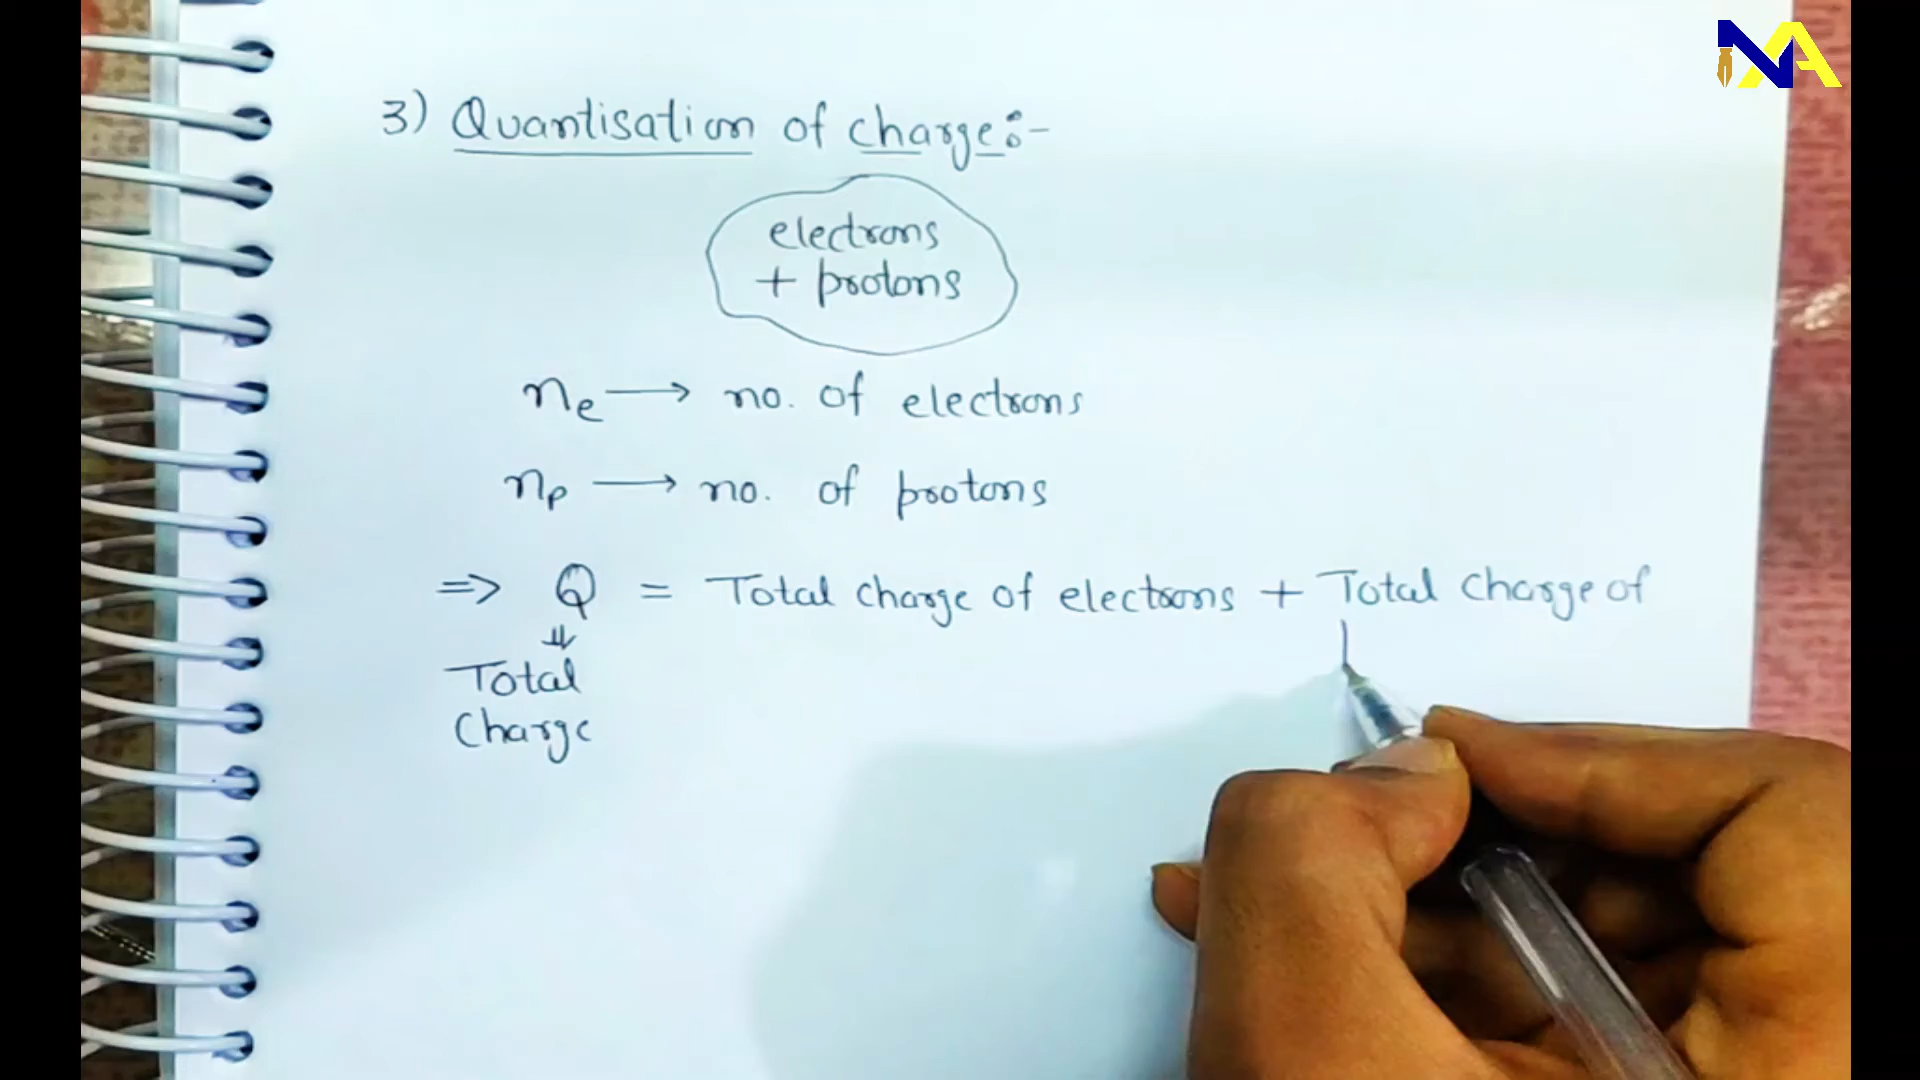 NA
3) Quantisation of charge:-
electrons
+ protons
ne → no. of electrons
np → no. of protons
⇒ Q = Total charge of electrons + Total charge of
⇓
Total
Charge